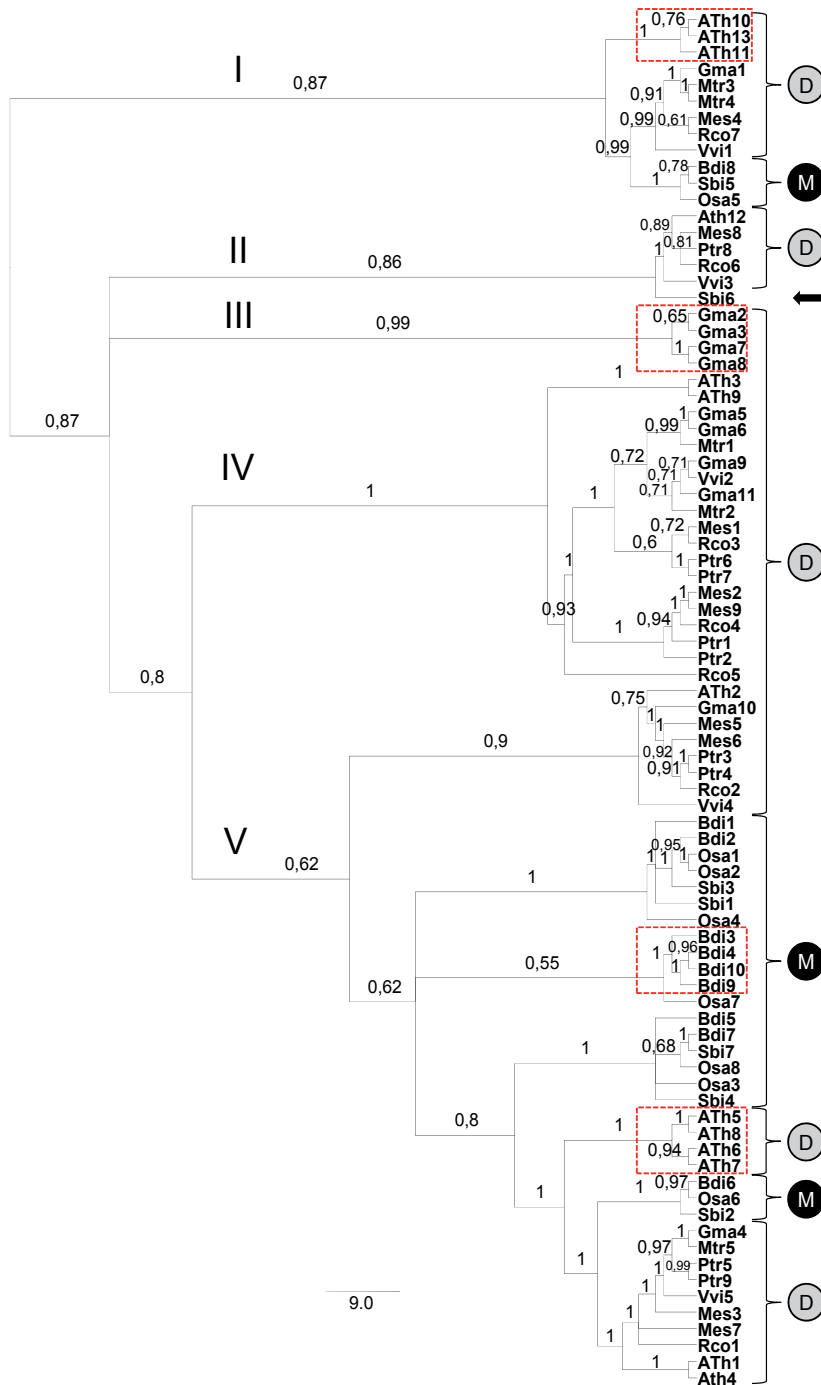 0,76
ATh10
1
ATh13
ATh11
I
0,87
1
Gma1
1
Mtr3
0,91
Mtr4
0,99
0,61
Mes4
Rco7
0,99
Vvi1
D
0,78
Bdi8
1
Sbi5
Osa5
M
Ath12
0,89
Mes8
II
0,86
1
0,81
Ptr8
Rco6
Vvi3
D
Sbi6
III
0,99
0,65
Gma2
Gma3
1
Gma7
Gma8
1
ATh3
ATh9
0,87
IV
1
1
Gma5
0,99
Gma6
Mtr1
0,72
0,71
Gma9
0,71
Vvi2
0,71
Gma11
Mtr2
1
0,72
Mes1
0,6
Rco3
1
Ptr6
Ptr7
D
1
1
Mes2
1
Mes9
0,93
0,94
Rco4
1
Ptr1
Ptr2
Rco5
0,8
0,75
ATh2
1
Gma10
1
Mes5
0,9
Mes6
0,92
1
Ptr3
0,91
Ptr4
Rco2
Vvi4
V
0,62
Bdi1
0,95
Bdi2
1
1
1
Osa1
Osa2
1
Sbi3
Sbi1
Osa4
Bdi3
1
0,96
Bdi4
0,55
1
Bdi10
Bdi9
Osa7
M
0,62
Bdi5
1
Bdi7
1
0,68
Sbi7
Osa8
Osa3
Sbi4
0,8
1
1
ATh5
ATh8
0,94
ATh6
ATh7
D
1
1
0,97
Bdi6
Osa6
Sbi2
M
1
1
Gma4
0,97
Mtr5
1
0,99
Ptr5
Ptr9
1
Vvi5
Mes3
1
Mes7
Rco1
1
ATh1
Ath4
D
9.0